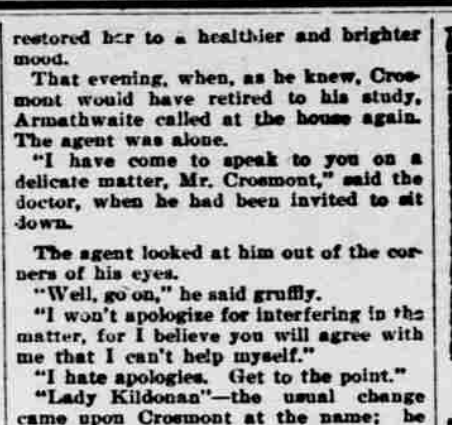 restored her to a healthier and brighter
mood.
That evening, when, as he knew, Cros-
mont would have retired to his study,
Armathwaite called at the house again.
The agent was alone.
"I have come to speak to you on a
delicate matter, Mr. Crosmont," said the
doctor, when he had been invited to sit
down.
The agent looked at him out of the cor-
ners of his eyes.
"Well, go on," he said gruffly.
"I won't apologize for interfering in the
matter, for I believe you will agree with
me that I can't help myself."
"I hate apologies. Get to the point."
"Lady Kildonan"—the usual change
came upon Crosmont at the name; he